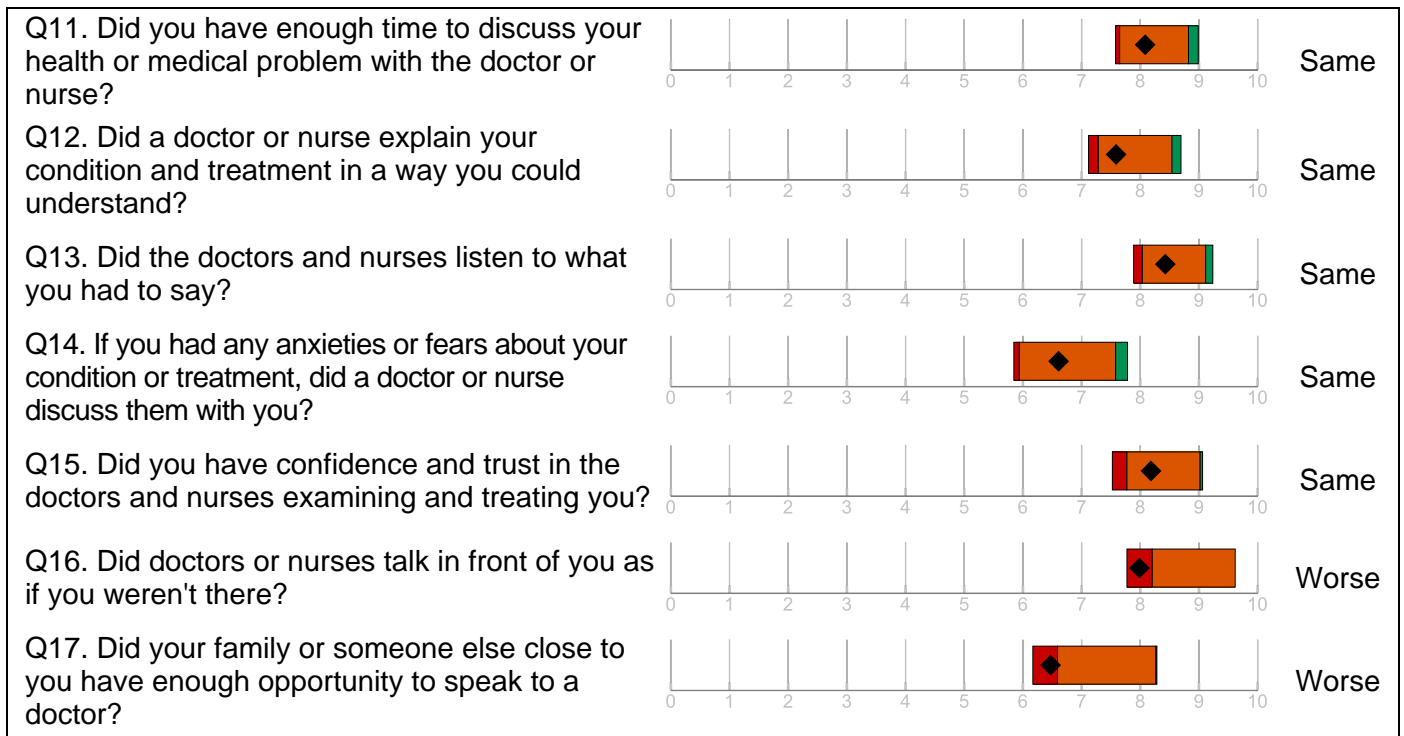 Q11. Did you have enough time to discuss your
health or medical problem with the doctor or
nurse?
0 1 2 3 4 5 6 7 8 9 10
Same
Q12. Did a doctor or nurse explain your
condition and treatment in a way you could
understand?
0 1 2 3 4 5 6 7 8 9 10
Same
Q13. Did the doctors and nurses listen to what
you had to say?
0 1 2 3 4 5 6 7 8 9 10
Same
Q14. If you had any anxieties or fears about your
condition or treatment, did a doctor or nurse
discuss them with you?
0 1 2 3 4 5 6 7 8 9 10
Same
Q15. Did you have confidence and trust in the
doctors and nurses examining and treating you?
0 1 2 3 4 5 6 7 8 9 10
Same
Q16. Did doctors or nurses talk in front of you as
if you weren't there?
0 1 2 3 4 5 6 7 8 9 10
Worse
Q17. Did your family or someone else close to
you have enough opportunity to speak to a
doctor?
0 1 2 3 4 5 6 7 8 9 10
Worse